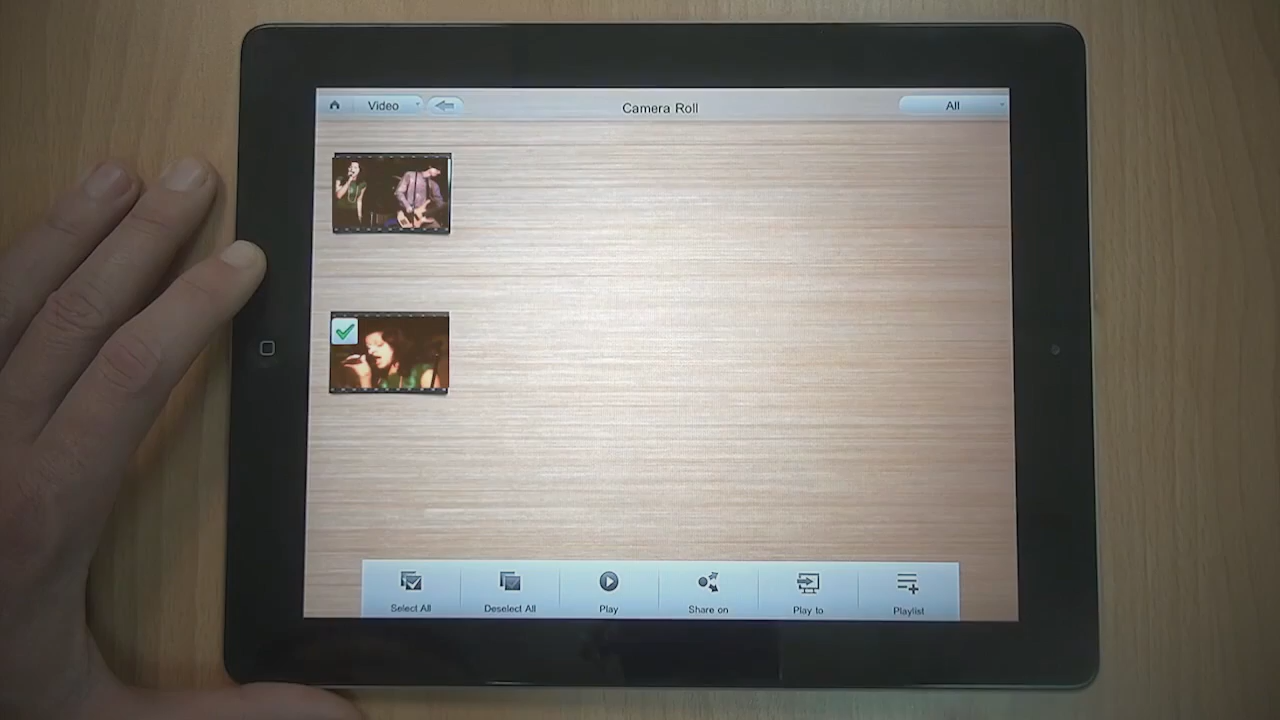 Video
Camera Roll
All
Select All
Deselect All
Play
Share on
Play to
Playlist